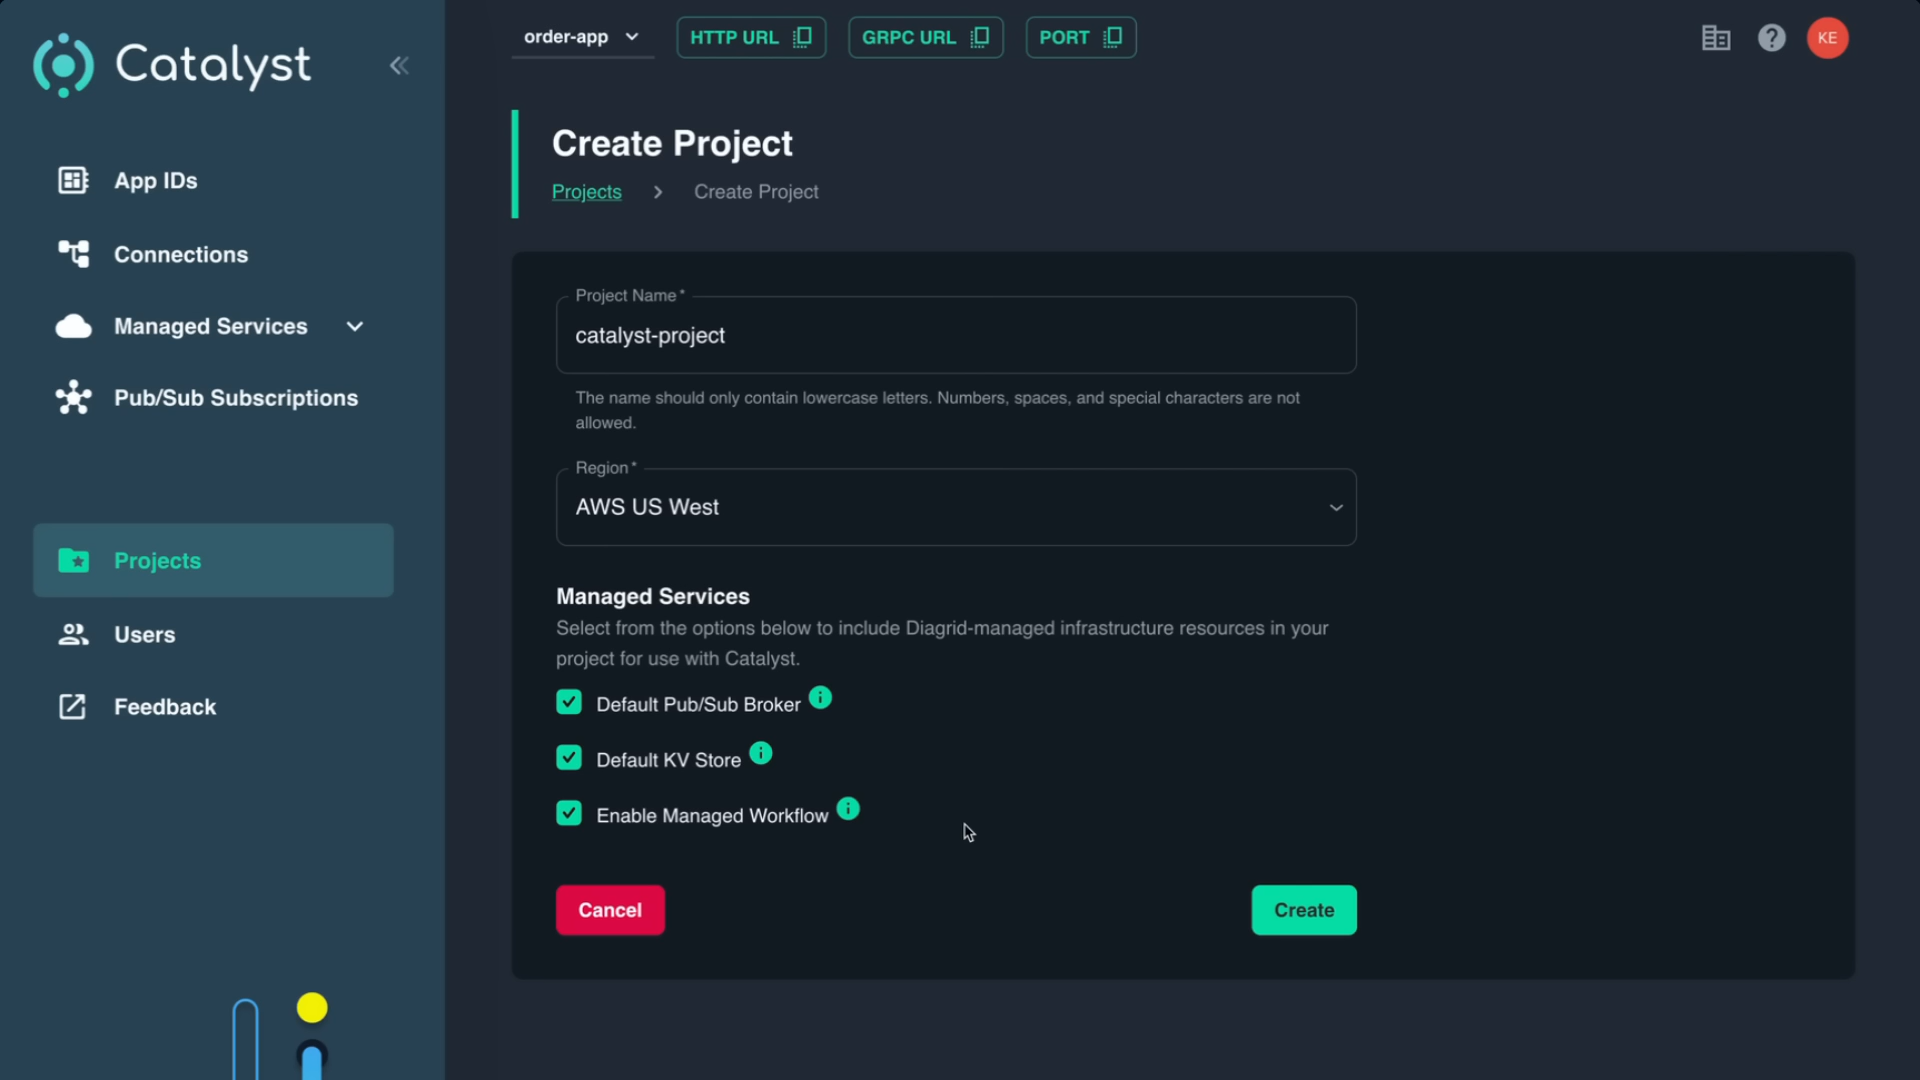 Catalyst
order-app
HTTP URL
GRPC URL
PORT
KE
App IDs
Connections
Managed Services
Pub/Sub Subscriptions
Projects
Users
Feedback
Create Project
Projects
Create Project
Project Name *
catalyst-project
The name should only contain lowercase letters. Numbers, spaces, and special characters are not
allowed.
Region *
AWS US West
Managed Services
Select from the options below to include Diagrid-managed infrastructure resources in your
project for use with Catalyst.
Default Pub/Sub Broker
Default KV Store
Enable Managed Workflow
Cancel
Create